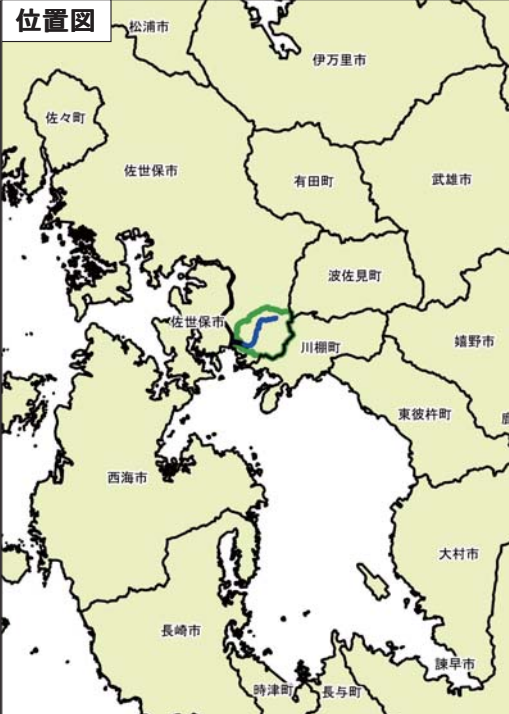 位置図
松浦市
伊万里市
佐々町
佐世保市
有田町
武雄市
波佐見町
佐世保市
川棚町
嬉野市
東彼杵町
西海市
大村市
長崎市
諫早市
時津町
長与町